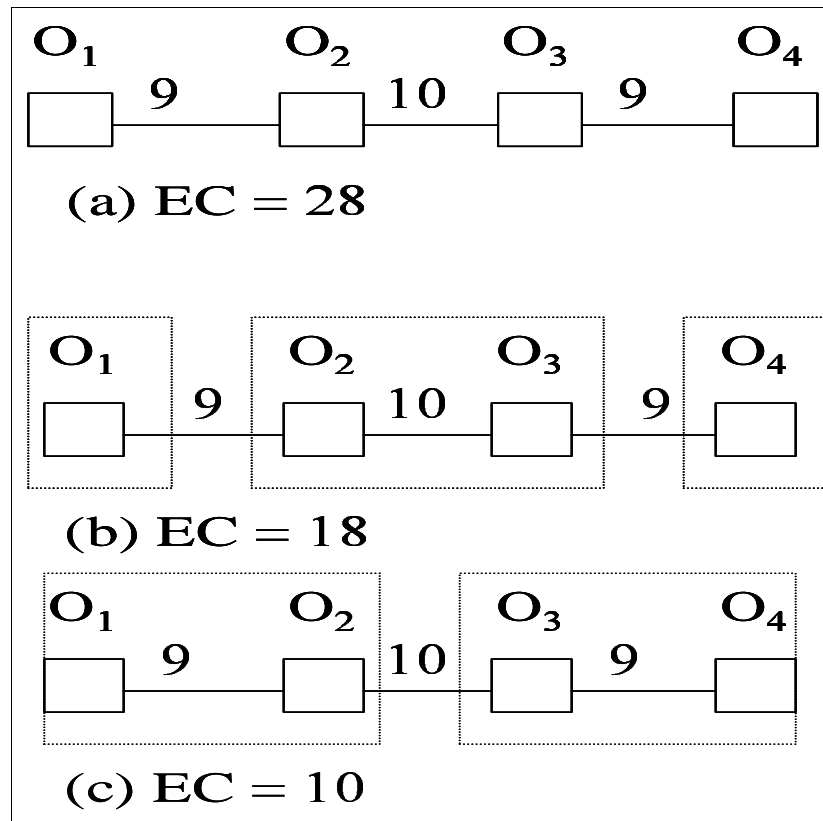 O₁ O₂ O₃ O₄
9 10 9
(a) EC = 28
O₁ O₂ O₃ O₄
9 10 9
(b) EC = 18
O₁ O₂ O₃ O₄
9 10 9
(c) EC = 10